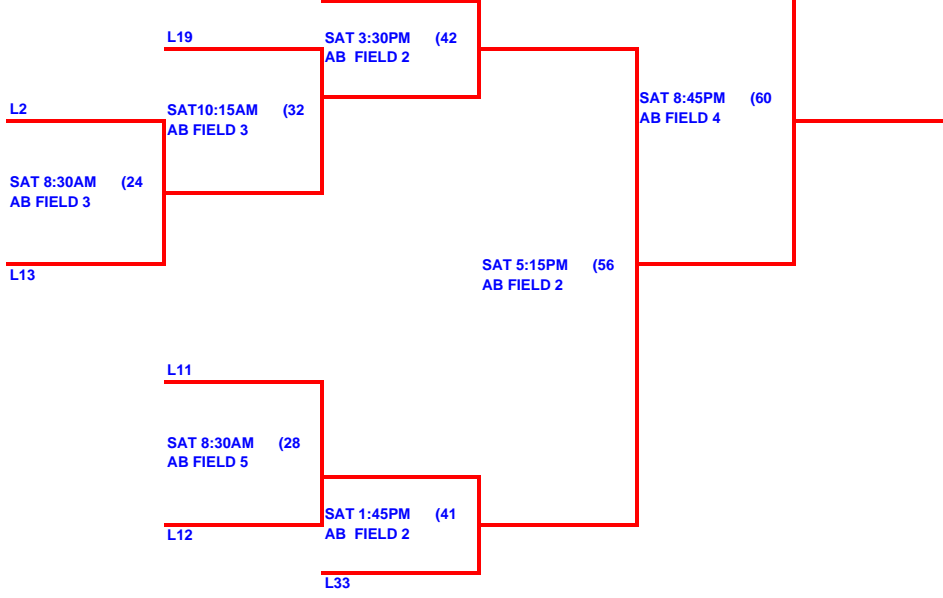 L19
SAT 3:30PM (42
AB FIELD 2
L2
SAT10:15AM (32
AB FIELD 3
SAT 8:45PM (60
AB FIELD 4
SAT 8:30AM (24
AB FIELD 3
L13
SAT 5:15PM (56
AB FIELD 2
L11
SAT 8:30AM (28
AB FIELD 5
L12
SAT 1:45PM (41
AB FIELD 2
L33